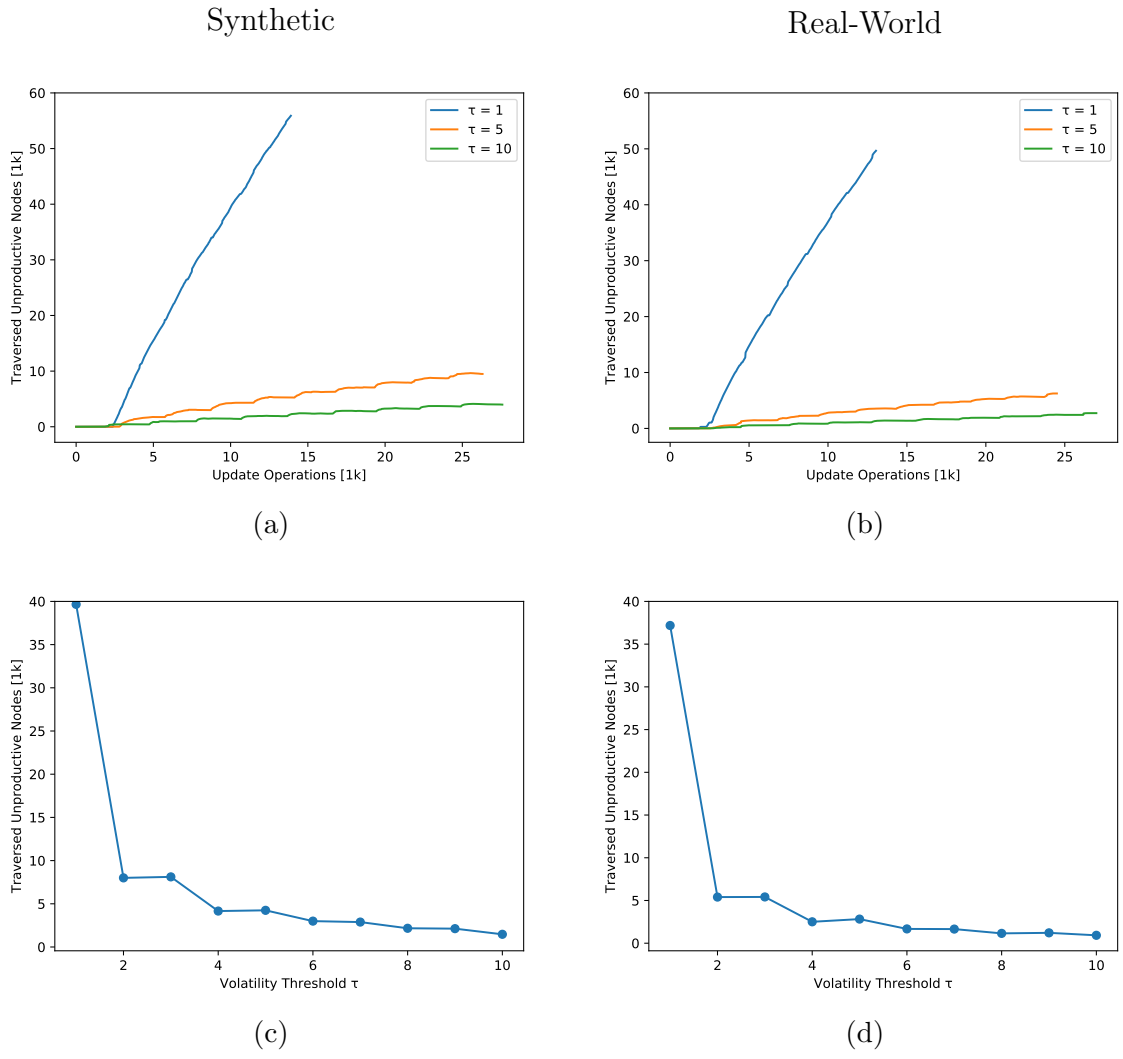 Synthetic
Real-World
60
50
40
30
20
10
0
Traversed Unproductive Nodes [1k]
τ = 1
τ = 5
τ = 10
0 5 10 15 20 25
Update Operations [1k]
(a)
60
50
40
30
20
10
0
Traversed Unproductive Nodes [1k]
τ = 1
τ = 5
τ = 10
0 5 10 15 20 25
Update Operations [1k]
(b)
40
35
30
25
20
15
10
5
0
Traversed Unproductive Nodes [1k]
2 4 6 8 10
Volatility Threshold τ
(c)
40
35
30
25
20
15
10
5
0
Traversed Unproductive Nodes [1k]
2 4 6 8 10
Volatility Threshold τ
(d)